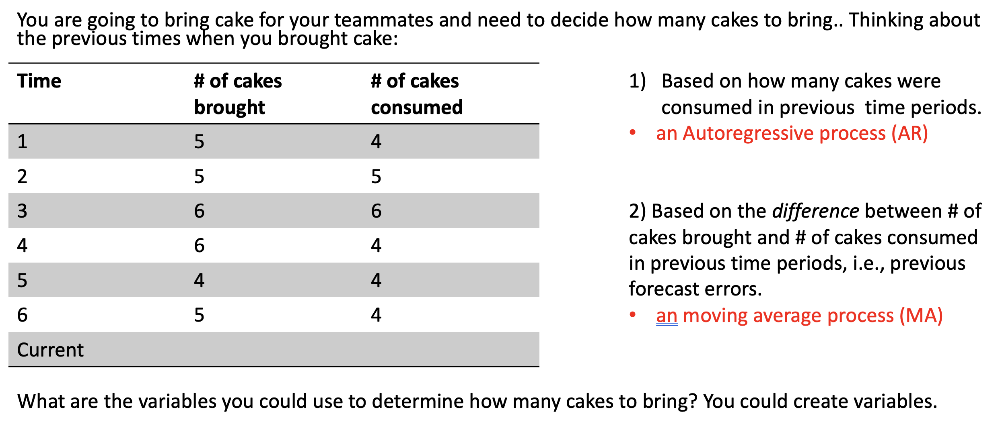 You are going to bring cake for your teammates and need to decide how many cakes to bring.. Thinking about
the previous times when you brought cake:
Time # of cakes brought # of cakes consumed
1 5 4
2 5 5
3 6 6
4 6 4
5 4 4
6 5 4
Current
1) Based on how many cakes were
consumed in previous time periods.
• an Autoregressive process (AR)
2) Based on the difference between # of
cakes brought and # of cakes consumed
in previous time periods, i.e., previous
forecast errors.
• an moving average process (MA)
What are the variables you could use to determine how many cakes to bring? You could create variables.